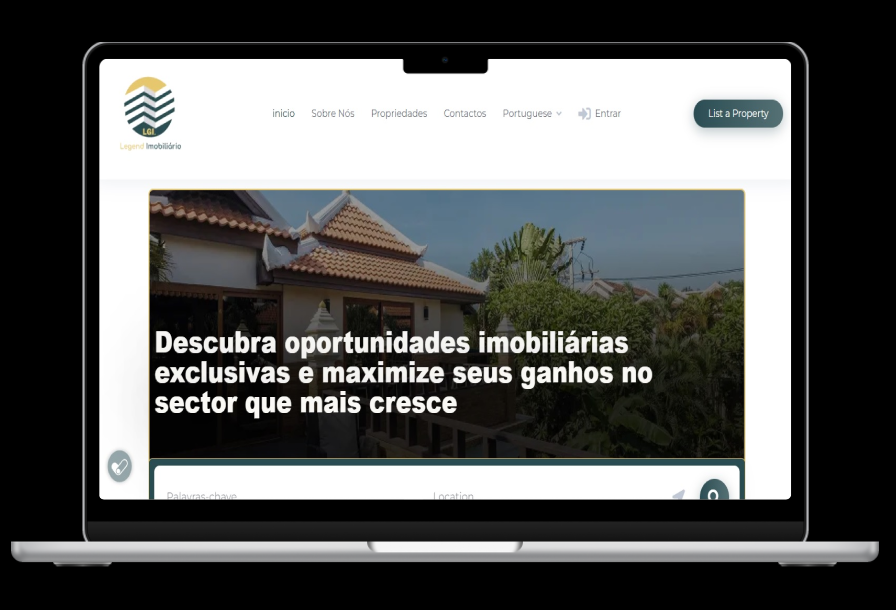 LGI
Legend Imobiliário
inicio Sobre Nós Propriedades Contactos Portuguese Entrar
List a Property
Descubra oportunidades imobiliárias
exclusivas e maximize seus ganhos no
sector que mais cresce
Palavras-chave Location